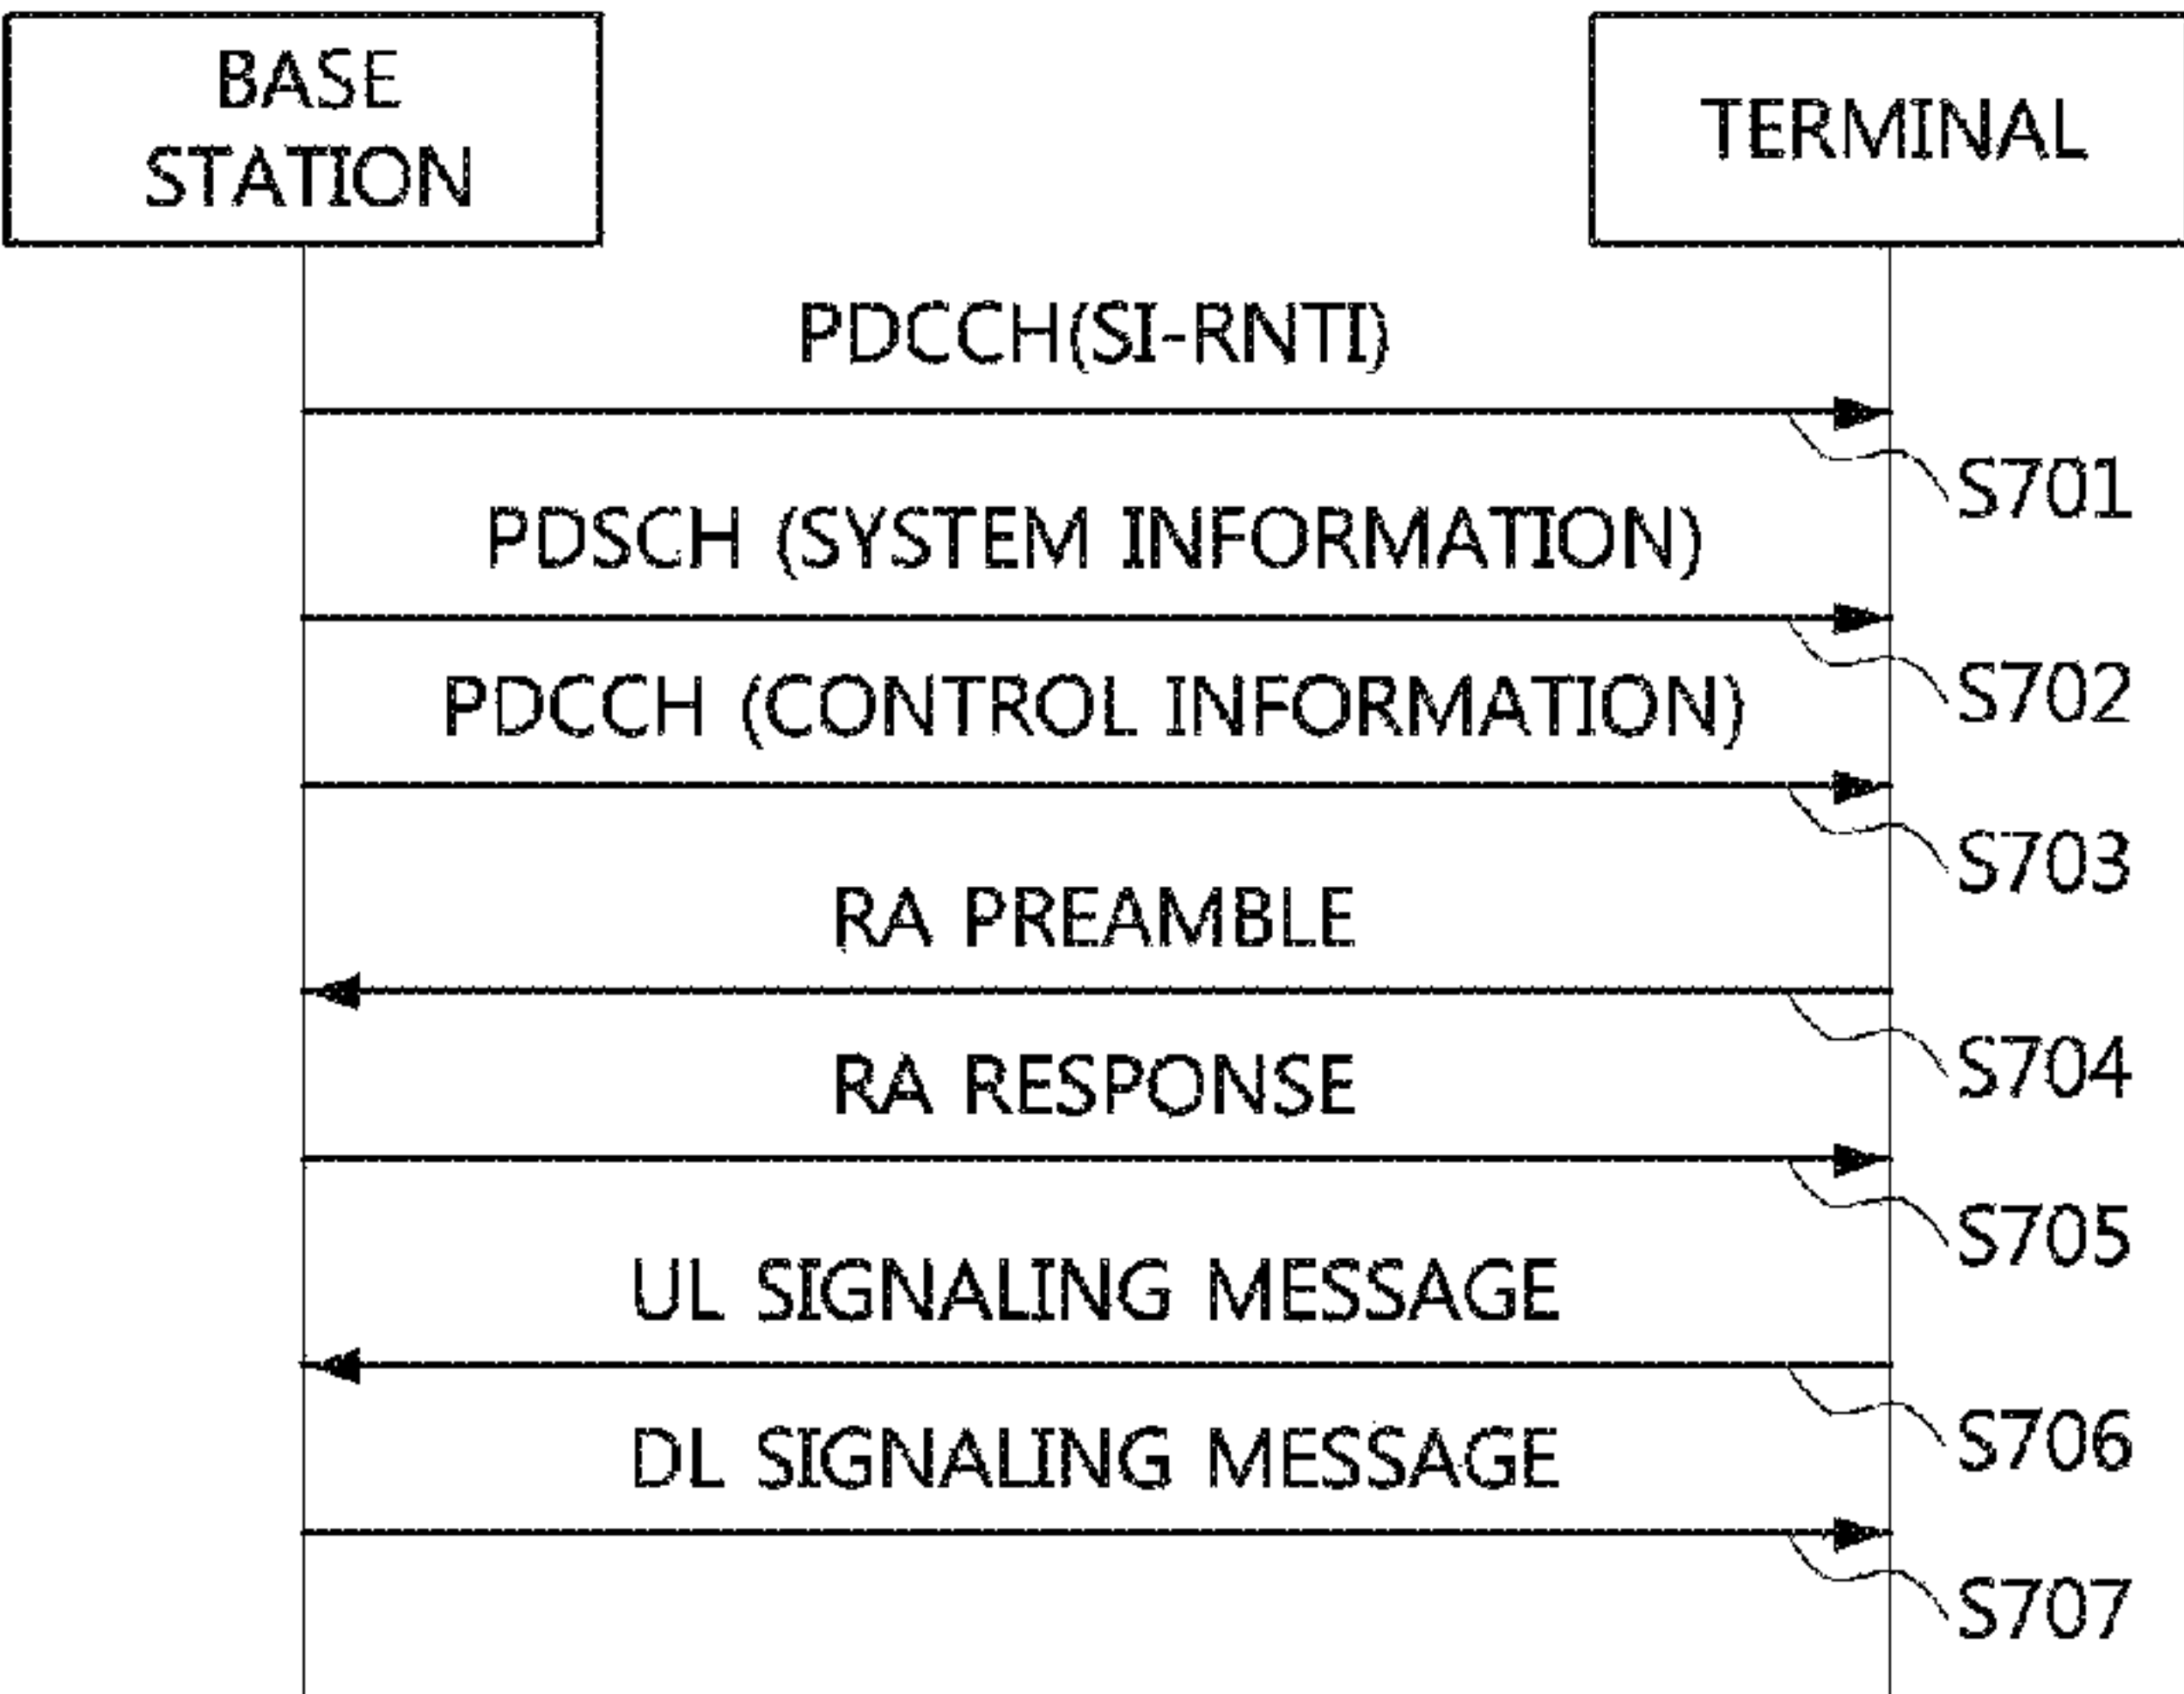 BASE
STATION
TERMINAL
PDCCH(SI-RNTI)
S701
PDSCH (SYSTEM INFORMATION)
S702
PDCCH (CONTROL INFORMATION)
S703
RA PREAMBLE
S704
RA RESPONSE
S705
UL SIGNALING MESSAGE
S706
DL SIGNALING MESSAGE
S707